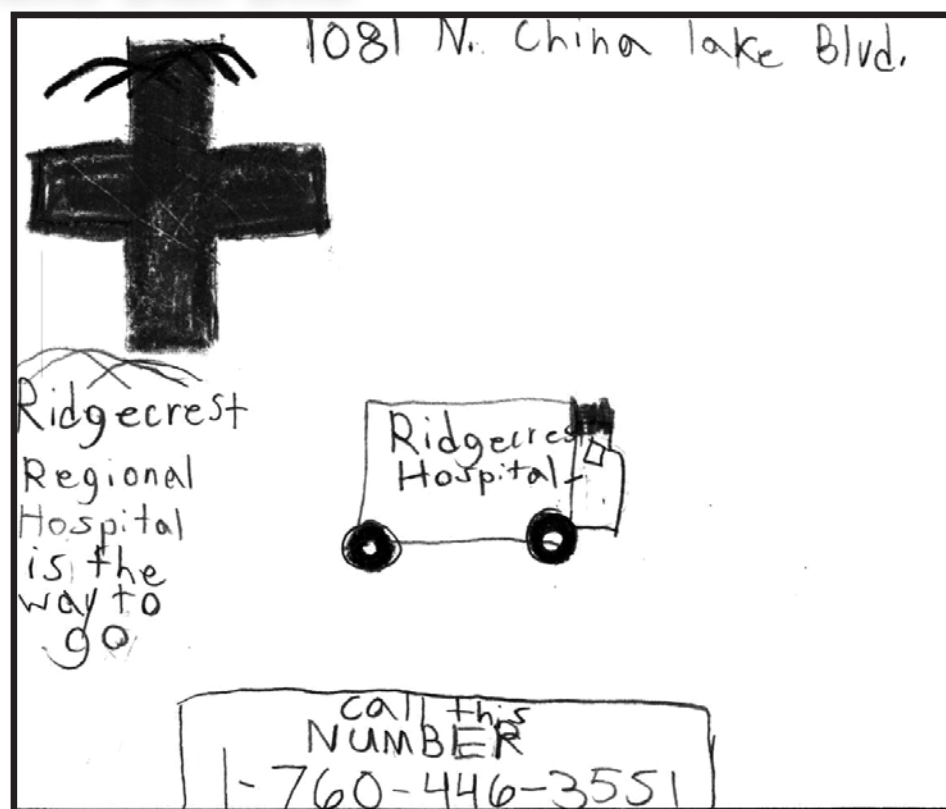 1081 N. China lake Blvd.
Ridgecrest
Regional
Hospital
is the
way to
go
Ridgecrest
Hospital
call this
NUMBER
1-760-446-3551